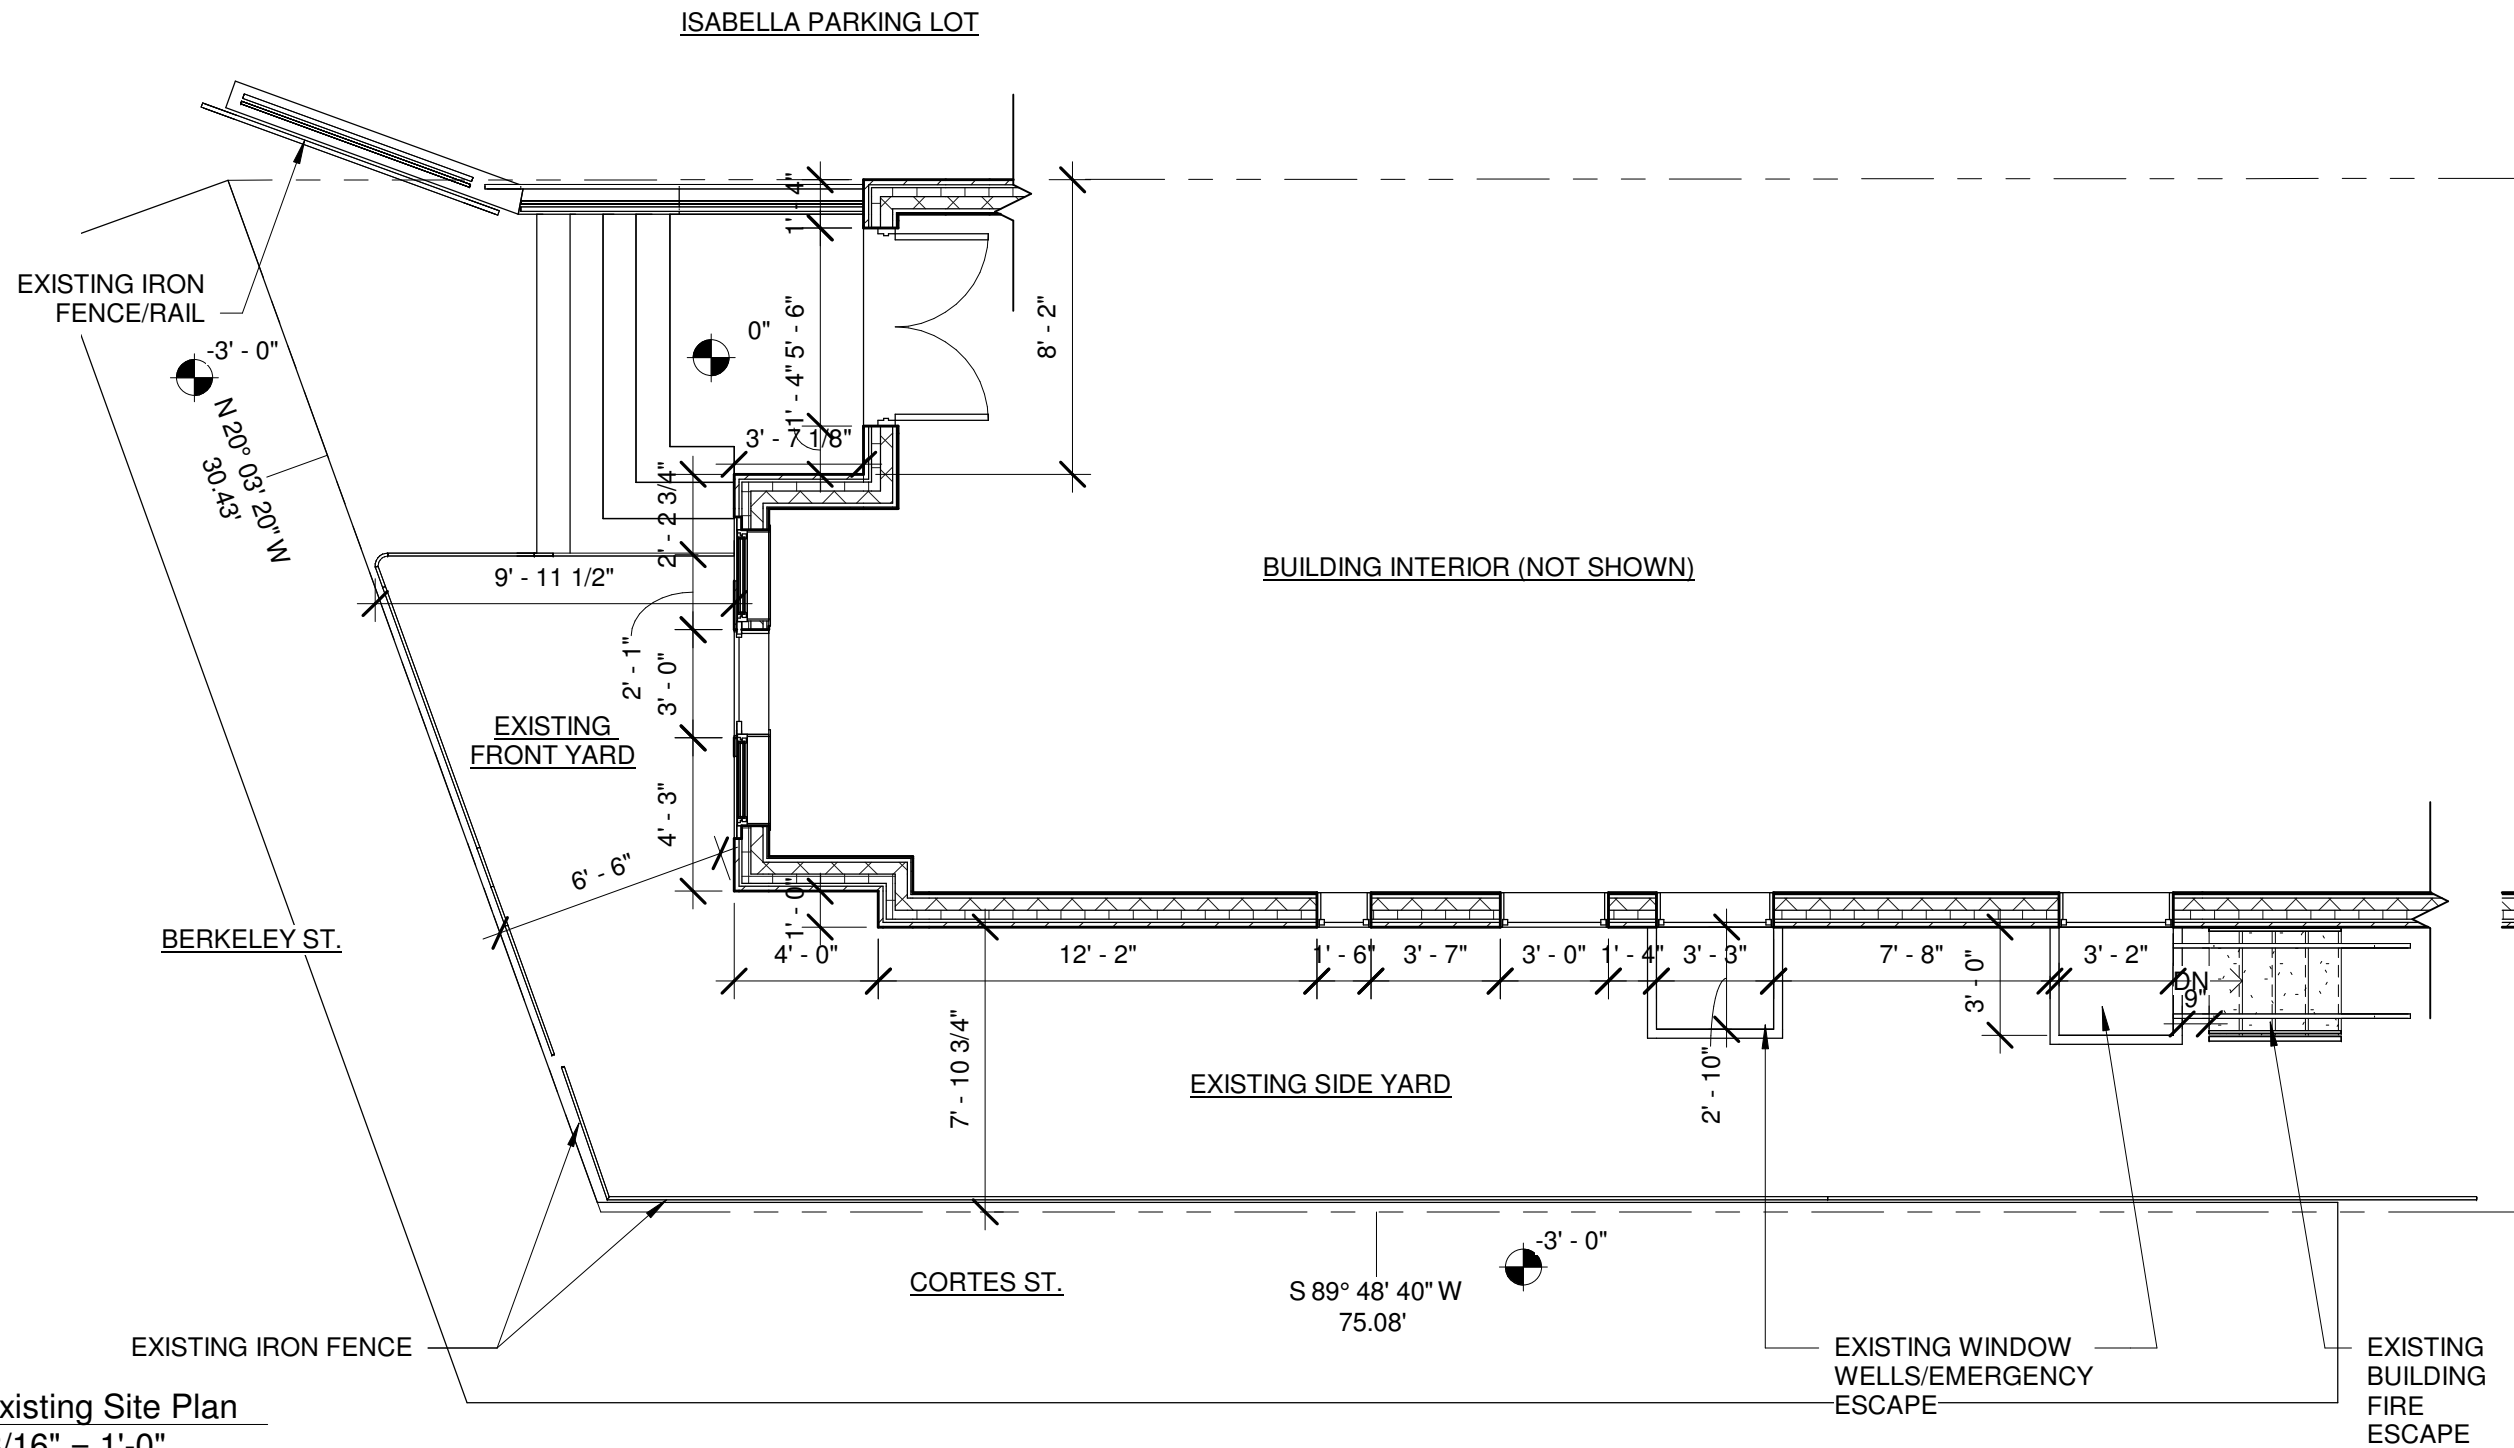 ISABELLA PARKING LOT
1' - 4"
EXISTING IRON
FENCE/RAIL
-3' - 0"
0"
5' - 6"
8' - 2"
1' - 4"
N 20° 03' 20" W
30.43'
3' - 7 1/8"
2' - 2 3/4"
9' - 11 1/2"
BUILDING INTERIOR (NOT SHOWN)
2' - 1"
3' - 0"
EXISTING
FRONT YARD
4' - 3"
6' - 6"
1' - 0"
BERKELEY ST.
4' - 0"
12' - 2"
1' - 6"
3' - 7"
3' - 0"
1' - 4"
3' - 3"
7' - 8"
3' - 0"
3' - 2"
DN
9"
7' - 10 3/4"
EXISTING SIDE YARD
2' - 10"
-3' - 0"
CORTES ST.
S 89° 48' 40" W
75.08'
EXISTING IRON FENCE
EXISTING WINDOW
WELLS/EMERGENCY
ESCAPE
EXISTING
BUILDING
FIRE
ESCAPE
xisting Site Plan
/16" = 1'-0"